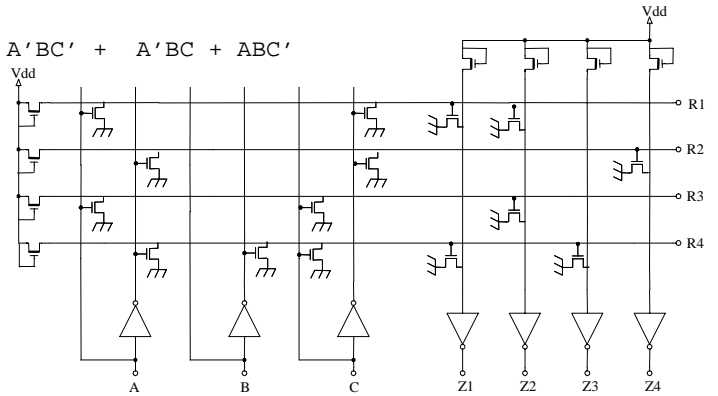 Vdd
A'BC' + A'BC + ABC'
Vdd
R1
R2
R3
R4
A B C Z1 Z2 Z3 Z4